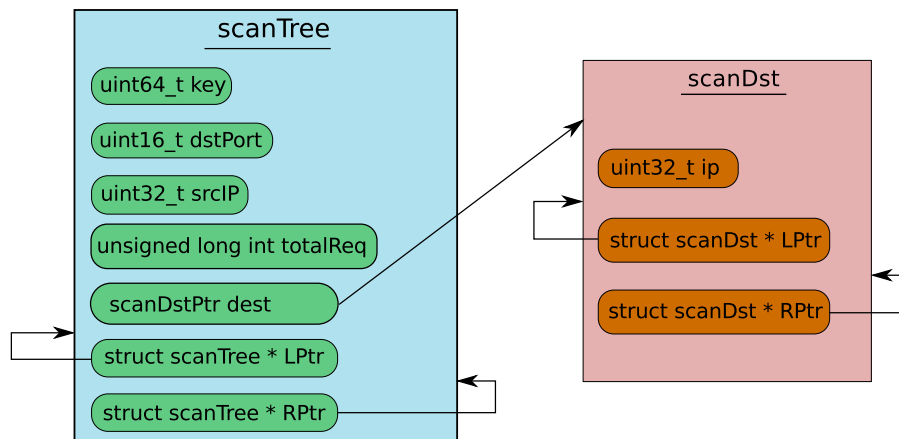 scanTree
uint64_t key
uint16_t dstPort
uint32_t srcIP
unsigned long int totalReq
scanDstPtr dest
struct scanTree * LPtr
struct scanTree * RPtr
scanDst
uint32_t ip
struct scanDst * LPtr
struct scanDst * RPtr